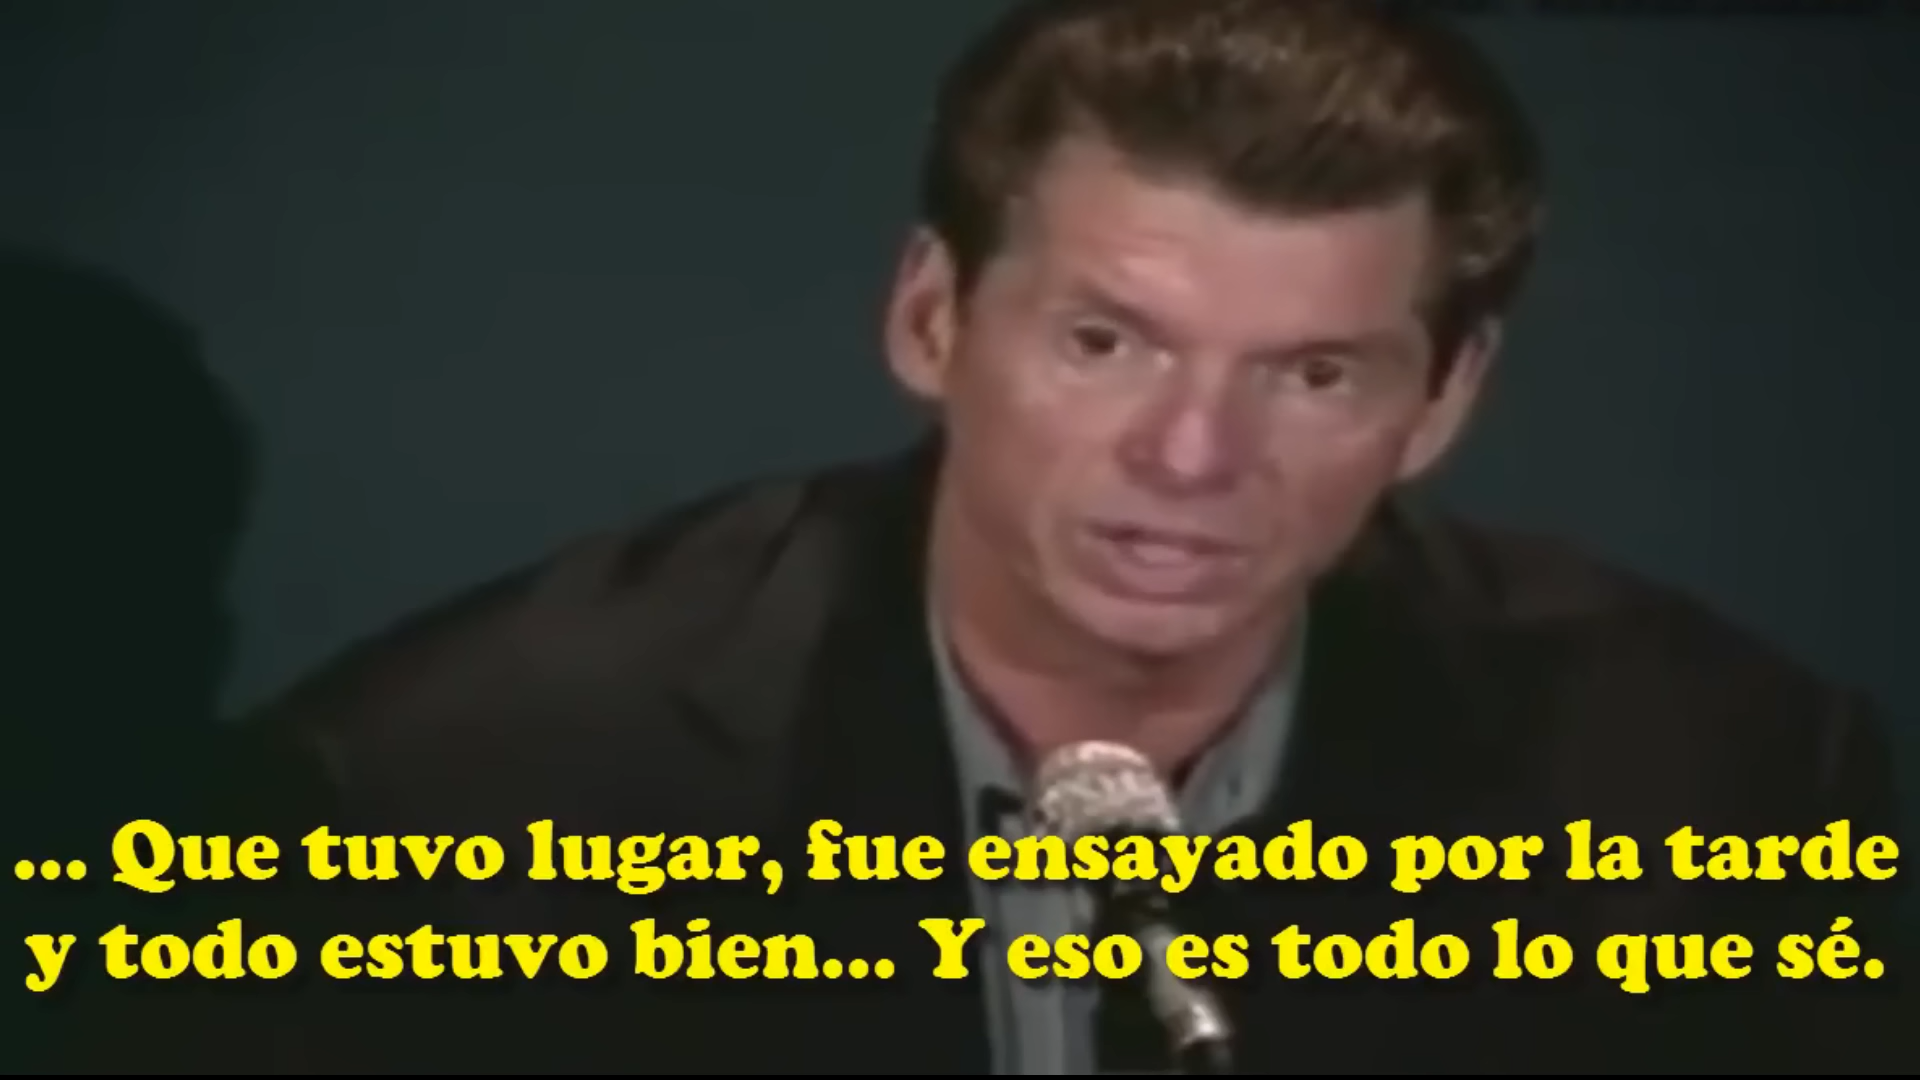 ... Que tuvo lugar, fue ensayado por la tarde
y todo estuvo bien... Y eso es todo lo que sé.